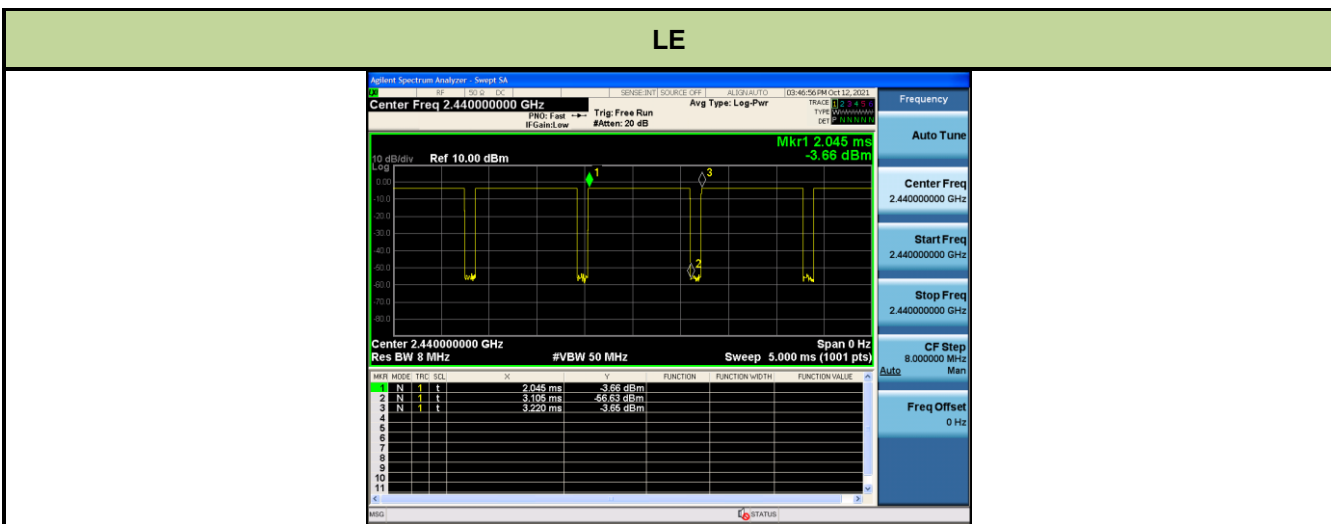 LE
Agilent Spectrum Analyzer - Swept SA
RF 50 Ω DC SENSE:INT SOURCE OFF ALIGNAUTO 03:46:56 PM Oct 12, 2021
Center Freq 2.440000000 GHz
PNO: Fast Trig: Free Run
IFGain:Low #Atten: 20 dB
Avg Type: Log-Pwr
TRACE 1 2 3 4 5 6
TYPE
DET P N N N N N
Frequency
Mkr1 2.045 ms
-3.66 dBm
10 dB/div Ref 10.00 dBm
Log
0.00
-10.0
-20.0
-30.0
-40.0
-50.0
-60.0
-70.0
-80.0
1
3
2
Center 2.440000000 GHz Span 0 Hz
Res BW 8 MHz #VBW 50 MHz Sweep 5.000 ms (1001 pts)
MKR MODE TRC SCL X Y FUNCTION FUNCTION WIDTH FUNCTION VALUE
1 N 1 t 2.045 ms -3.66 dBm
2 N 1 t 3.105 ms -56.63 dBm
3 N 1 t 3.220 ms -3.65 dBm
4
5
6
7
8
9
10
11
Auto Tune
Center Freq
2.440000000 GHz
Start Freq
2.440000000 GHz
Stop Freq
2.440000000 GHz
CF Step
8.000000 MHz
Auto Man
Freq Offset
0 Hz
MSG STATUS